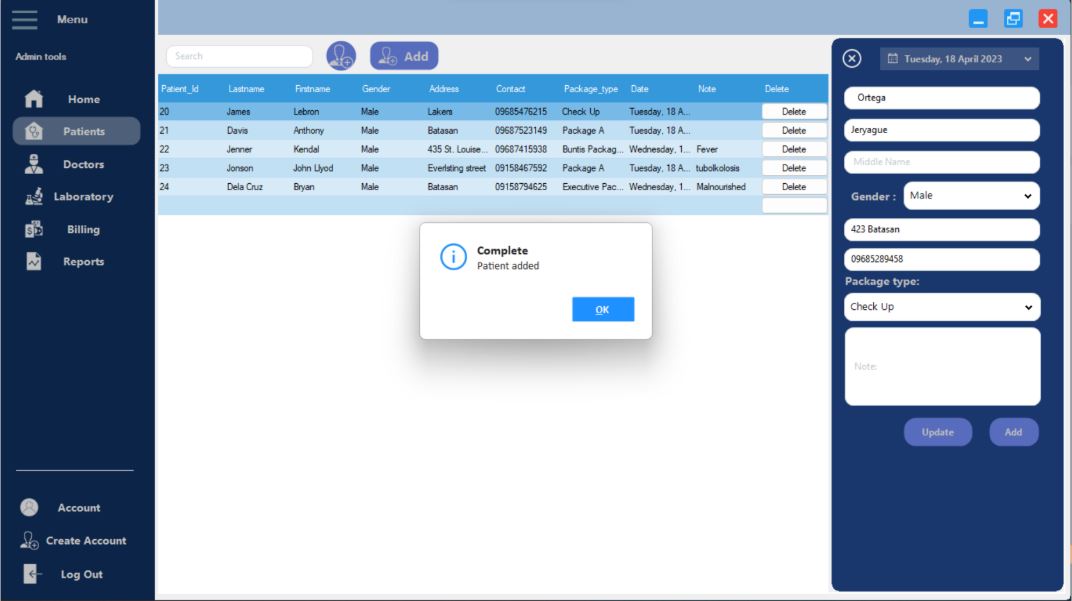 Menu
Admin tools
Home
Patients
Doctors
Laboratory
Billing
Reports
Account
Create Account
Log Out
Search
Add
Patient_Id Lastname Firstname Gender Address Contact Package_type Date Note Delete
20 James Lebron Male Lakers 09685476215 Check Up Tuesday, 18 A... Delete
21 Davis Anthony Male Batasan 09687523149 Package A Tuesday, 18 A... Delete
22 Jenner Kendal Male 435 St. Louise... 09687415938 Buntis Packag... Wednesday, 1... Fever Delete
23 Jonson John Llyod Male Everlsting street 09158467592 Package A Tuesday, 18 A... tubolkolosis Delete
24 Dela Cruz Bryan Male Batasan 09158794625 Executive Pac... Wednesday, 1... Malnourished Delete
Complete
Patient added
OK
Tuesday, 18 April 2023
Ortega
Jeryague
Middle Name
Gender : Male
423 Batasan
09685289458
Package type:
Check Up
Note:
Update Add